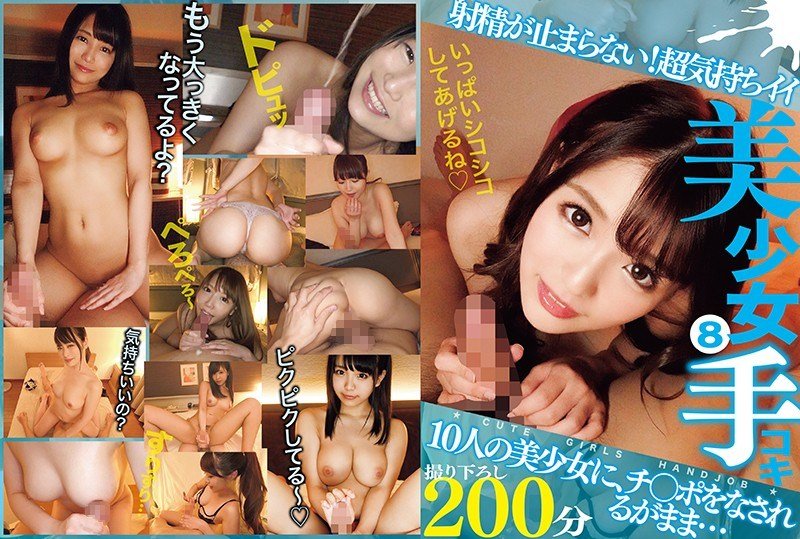 もう大っきく
なってるよ？
ドピュッ
ぺろぺろ〜
気持ちいいの？
ピクピクしてる〜♡
射精が止まらない！超気持ちイイ
いっぱいシコシコ
してあげるね♡
美少女手コキ
8
★ CUTE GIRLS HANDJOB ★
10人の美少女に、チ◯ポをなされ
るがまま…
撮り下ろし
200分